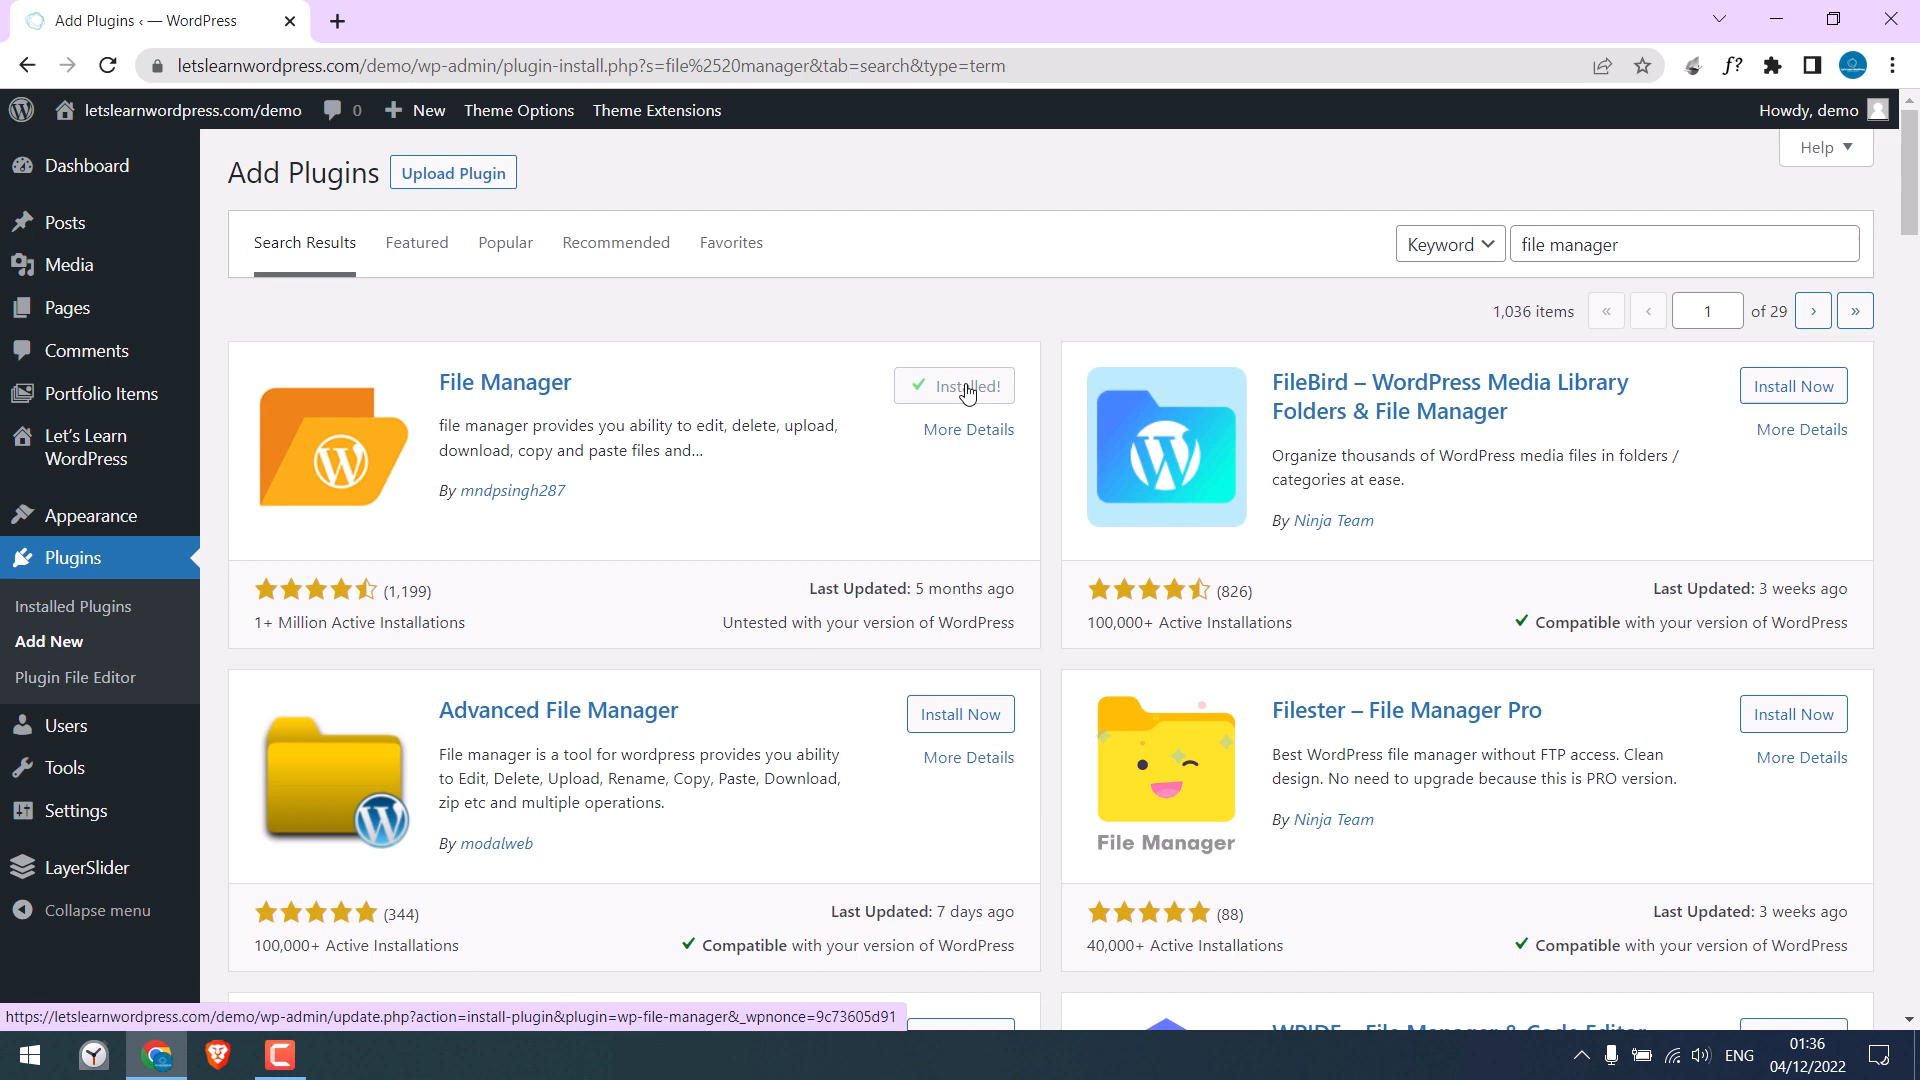 Add Plugins ‹ — WordPress
letslearnwordpress.com/demo/wp-admin/plugin-install.php?s=file%2520manager&tab=search&type=term
f?
letslearnwordpress.com/demo
0
New
Theme Options
Theme Extensions
Howdy, demo
Dashboard
Posts
Media
Pages
Comments
Portfolio Items
Let's Learn
WordPress
Appearance
Plugins
Installed Plugins
Add New
Plugin File Editor
Users
Tools
Settings
LayerSlider
Collapse menu
Add Plugins
Upload Plugin
Help
Search Results
Featured
Popular
Recommended
Favorites
Keyword
file manager
1,036 items
«
‹
1
of 29
›
»
File Manager
Installed!
More Details
file manager provides you ability to edit, delete, upload,
download, copy and paste files and...
By mndpsingh287
(1,199)
Last Updated: 5 months ago
1+ Million Active Installations
Untested with your version of WordPress
FileBird – WordPress Media Library
Folders & File Manager
Install Now
More Details
Organize thousands of WordPress media files in folders /
categories at ease.
By Ninja Team
(826)
Last Updated: 3 weeks ago
100,000+ Active Installations
Compatible with your version of WordPress
Advanced File Manager
Install Now
More Details
File manager is a tool for wordpress provides you ability
to Edit, Delete, Upload, Rename, Copy, Paste, Download,
zip etc and multiple operations.
By modalweb
(344)
Last Updated: 7 days ago
100,000+ Active Installations
Compatible with your version of WordPress
File Manager
Filester – File Manager Pro
Install Now
More Details
Best WordPress file manager without FTP access. Clean
design. No need to upgrade because this is PRO version.
By Ninja Team
(88)
Last Updated: 3 weeks ago
40,000+ Active Installations
Compatible with your version of WordPress
WPIDE – File Manager & Code Editor
https://letslearnwordpress.com/demo/wp-admin/update.php?action=install-plugin&plugin=wp-file-manager&_wpnonce=9c73605d91
ENG
01:36
04/12/2022